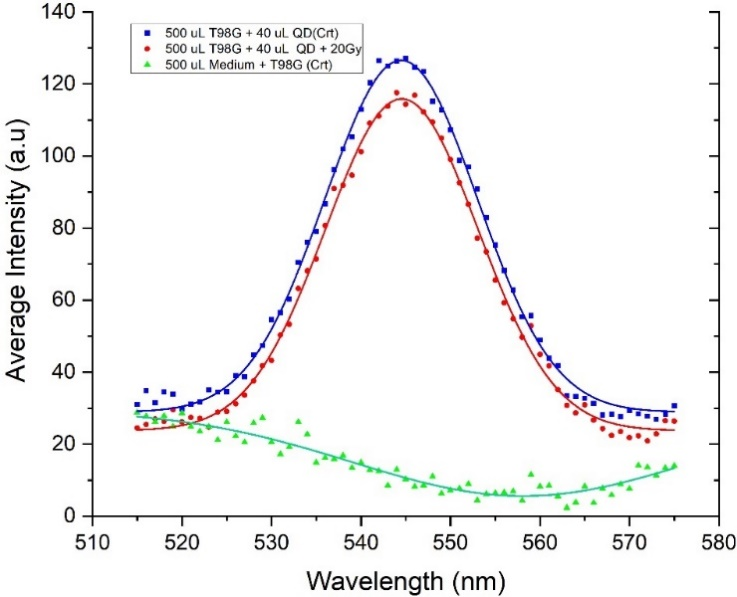 140
120
100
80
60
40
20
0
Average Intensity (a.u)
500 uL T98G + 40 uL QD(Crt)
500 uL T98G + 40 uL QD + 20Gy
500 uL Medium + T98G (Crt)
510 520 530 540 550 560 570 580
Wavelength (nm)